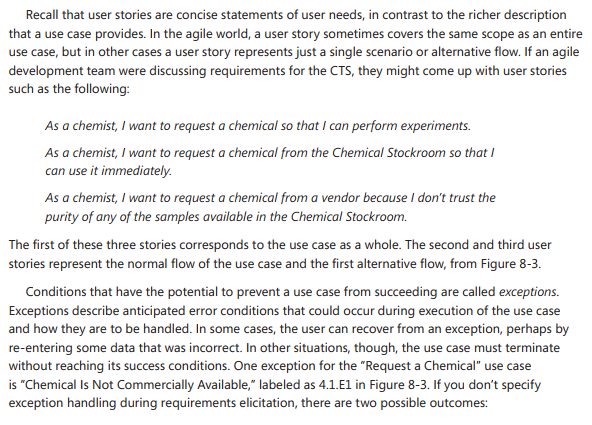 Recall that user stories are concise statements of user needs, in contrast to the richer description
that a use case provides. In the agile world, a user story sometimes covers the same scope as an entire
use case, but in other cases a user story represents just a single scenario or alternative flow. If an agile
development team were discussing requirements for the CTS, they might come up with user stories
such as the following:
As a chemist, I want to request a chemical so that I can perform experiments.
As a chemist, I want to request a chemical from the Chemical Stockroom so that I
can use it immediately.
As a chemist, I want to request a chemical from a vendor because I don't trust the
purity of any of the samples available in the Chemical Stockroom.
The first of these three stories corresponds to the use case as a whole. The second and third user
stories represent the normal flow of the use case and the first alternative flow, from Figure 8-3.
Conditions that have the potential to prevent a use case from succeeding are called exceptions.
Exceptions describe anticipated error conditions that could occur during execution of the use case
and how they are to be handled. In some cases, the user can recover from an exception, perhaps by
re-entering some data that was incorrect. In other situations, though, the use case must terminate
without reaching its success conditions. One exception for the "Request a Chemical" use case
is "Chemical Is Not Commercially Available," labeled as 4.1.E1 in Figure 8-3. If you don't specify
exception handling during requirements elicitation, there are two possible outcomes: